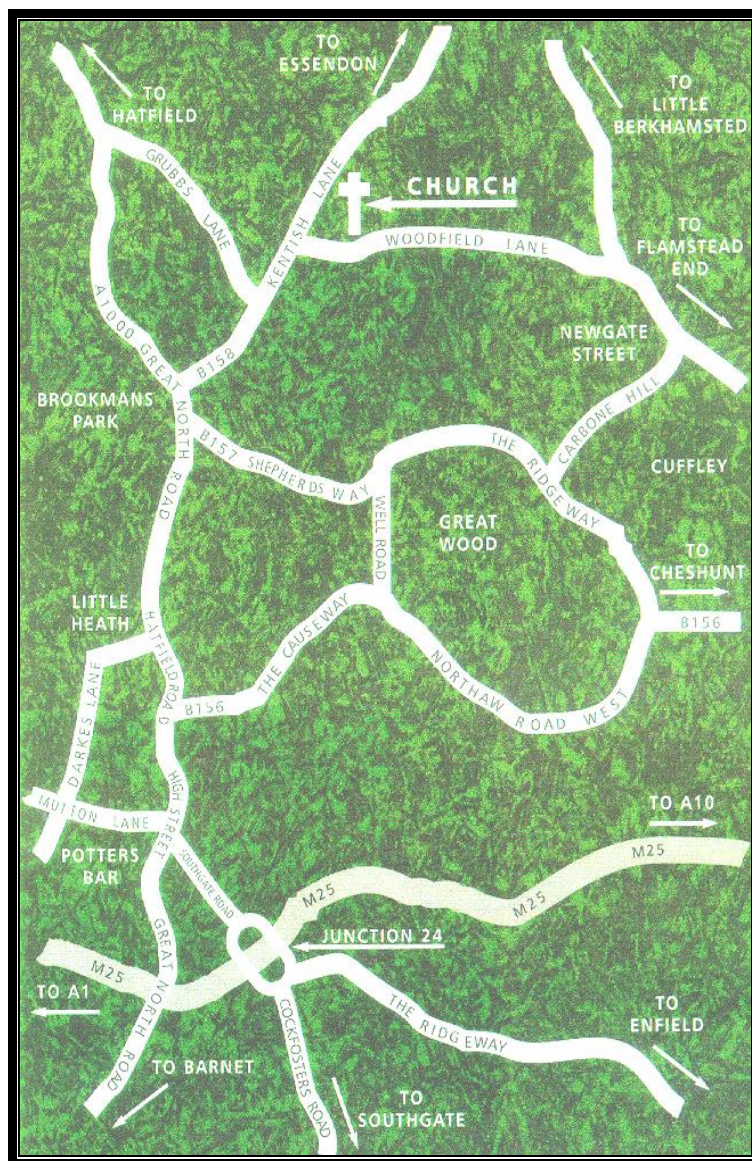 TO
ESSENDON
TO
HATFIELD
TO
LITTLE
BERKHAMSTED
GRUBBS LANE
KENTISH LANE
CHURCH
WOODFIELD LANE
TO
FLAMSTEAD
END
A1000 GREAT NORTH ROAD
B158
NEWGATE
STREET
BROOKMANS
PARK
CARBONE HILL
B157 SHEPHERDS WAY
THE RIDGEWAY
CUFFLEY
WELL ROAD
GREAT
WOOD
TO
CHESHUNT
LITTLE
HEATH
B156
HATFIELD ROAD
THE CAUSEWAY
B156
NORTHAW ROAD WEST
DARKES LANE
MUTTON LANE
HIGH STREET
TO A10
POTTERS
BAR
SOUTHGATE ROAD
M25
M25
M25
GREAT NORTH ROAD
JUNCTION 24
M25
TO A1
COCKFOSTERS ROAD
THE RIDGEWAY
TO
ENFIELD
TO BARNET
TO
SOUTHGATE